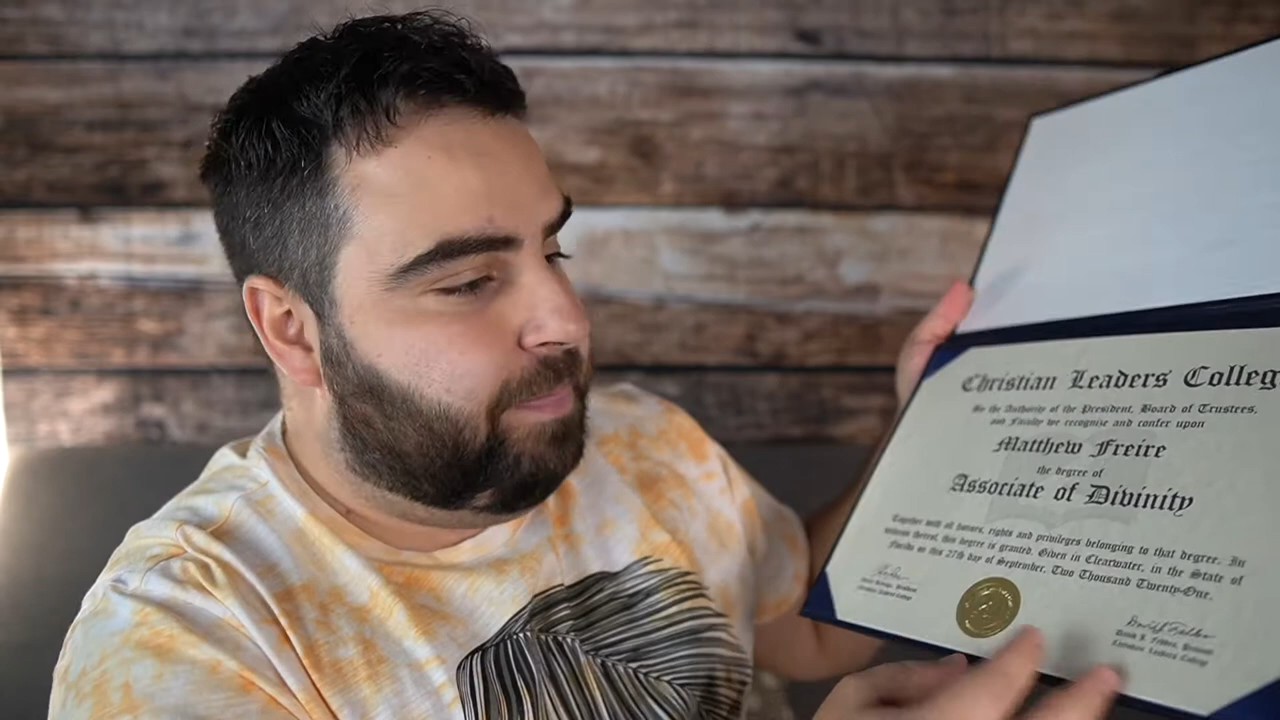 Christian Leaders Colleg
By the Authority of the President, Board of Trustees,
and Faculty we recognize and confer upon
Matthew Freire
the degree of
Associate of Divinity
Together with all honors, rights and privileges belonging to that degree. In
witness thereof, this degree is granted. Given in Clearwater, in the State of
Florida on this 27th day of September, Two Thousand Twenty-One.
Christian Leaders College